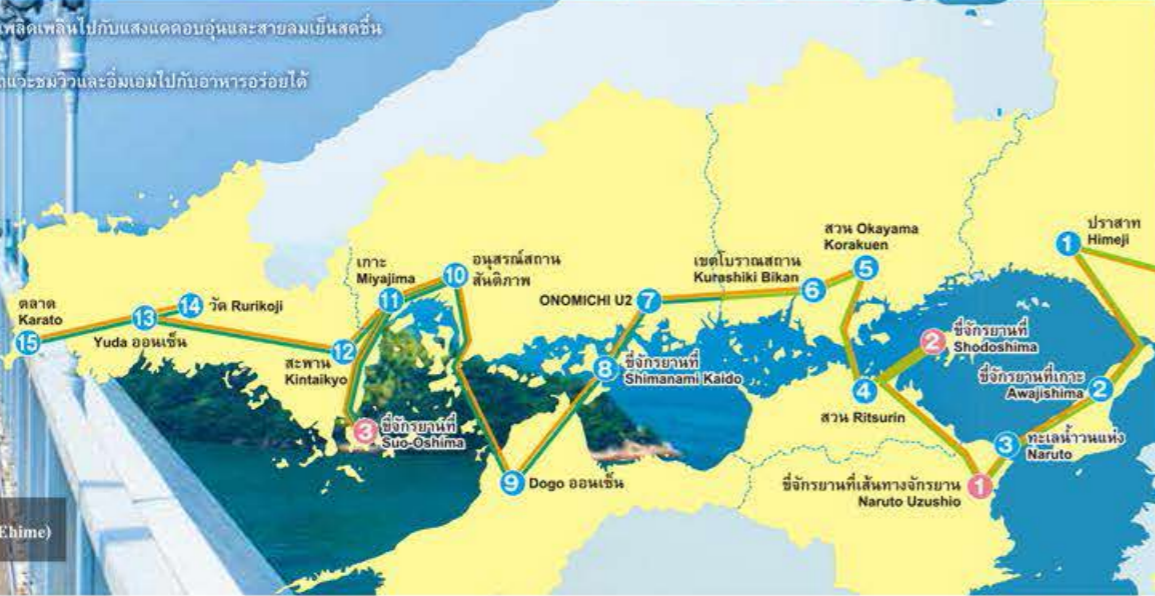 เพลิดเพลินไปกับแสงแดดอบอุ่นและสายลมเย็นสดชื่น
แวะชมวิวและอิ่มเอมไปกับอาหารอร่อยได้
1
ปราสาท
Himeji
สวน Okayama
Korakuen
5
เขตโบราณสถาน
Kurashiki Bikan
6
อนุสรณ์สถาน
สันติภาพ
10
เกาะ
Miyajima
11
ONOMICHI U2
7
ตลาด
Karato
15
14
วัด Rurikoji
13
Yuda ออนเซ็น
สะพาน
Kintaikyo
12
2
ขี่จักรยานที่
Shodoshima
8
ขี่จักรยานที่
Shimanami Kaido
4
สวน Ritsurin
ขี่จักรยานที่เกาะ
Awajishima
2
3
ขี่จักรยานที่
Suo-Oshima
3
ทะเลน้ำวนแห่ง
Naruto
9
Dogo ออนเซ็น
ขี่จักรยานที่เส้นทางจักรยาน
Naruto Uzushio
1
Ehime)